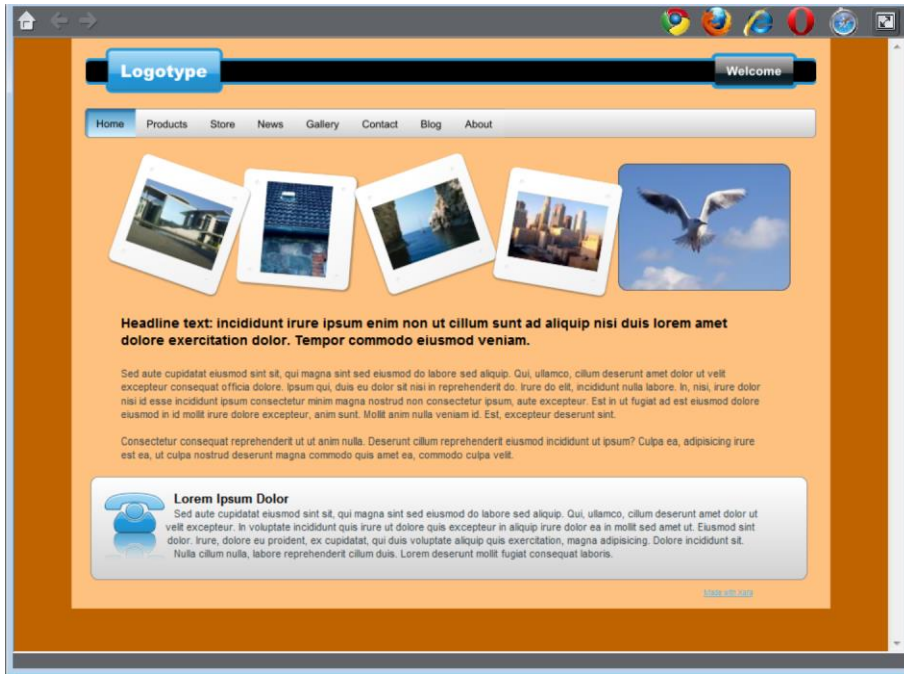 Logotype
Welcome
Home Products Store News Gallery Contact Blog About
Headline text: incididunt irure ipsum enim non ut cillum sunt ad aliquip nisi duis lorem amet
dolore exercitation dolor. Tempor commodo eiusmod veniam.
Sed aute cupidatat eiusmod sint sit, qui magna sint sed eiusmod do labore sed aliquip. Qui, ullamco, cillum deserunt amet dolor ut velit
excepteur consequat officia dolore. Ipsum qui, duis eu dolor sit nisi in reprehenderit do. Irure do elit, incididunt nulla labore. In, nisi, irure dolor
nisi id esse incididunt ipsum consectetur minim magna nostrud non consectetur ipsum, aute excepteur. Est in ut fugiat ad est eiusmod dolore
eiusmod in id mollit irure dolore excepteur, anim sunt. Mollit anim nulla veniam id. Est, excepteur deserunt sint.
Consectetur consequat reprehenderit ut ut anim nulla. Deserunt cillum reprehenderit eiusmod incididunt ut ipsum? Culpa ea, adipisicing irure
est ea, ut culpa nostrud deserunt magna commodo quis amet ea, commodo culpa velit.
Lorem Ipsum Dolor
Sed aute cupidatat eiusmod sint sit, qui magna sint sed eiusmod do labore sed aliquip. Qui, ullamco, cillum deserunt amet dolor ut
velit excepteur. In voluptate incididunt quis irure ut dolore quis excepteur in aliquip irure dolor ea in mollit sed amet ut. Eiusmod sint
dolor. Irure, dolore eu proident, ex cupidatat, qui duis voluptate aliquip quis exercitation, magna adipisicing. Dolore incididunt sit.
Nulla cillum nulla, labore reprehenderit cillum duis. Lorem deserunt mollit fugiat consequat laboris.
Made with Xara